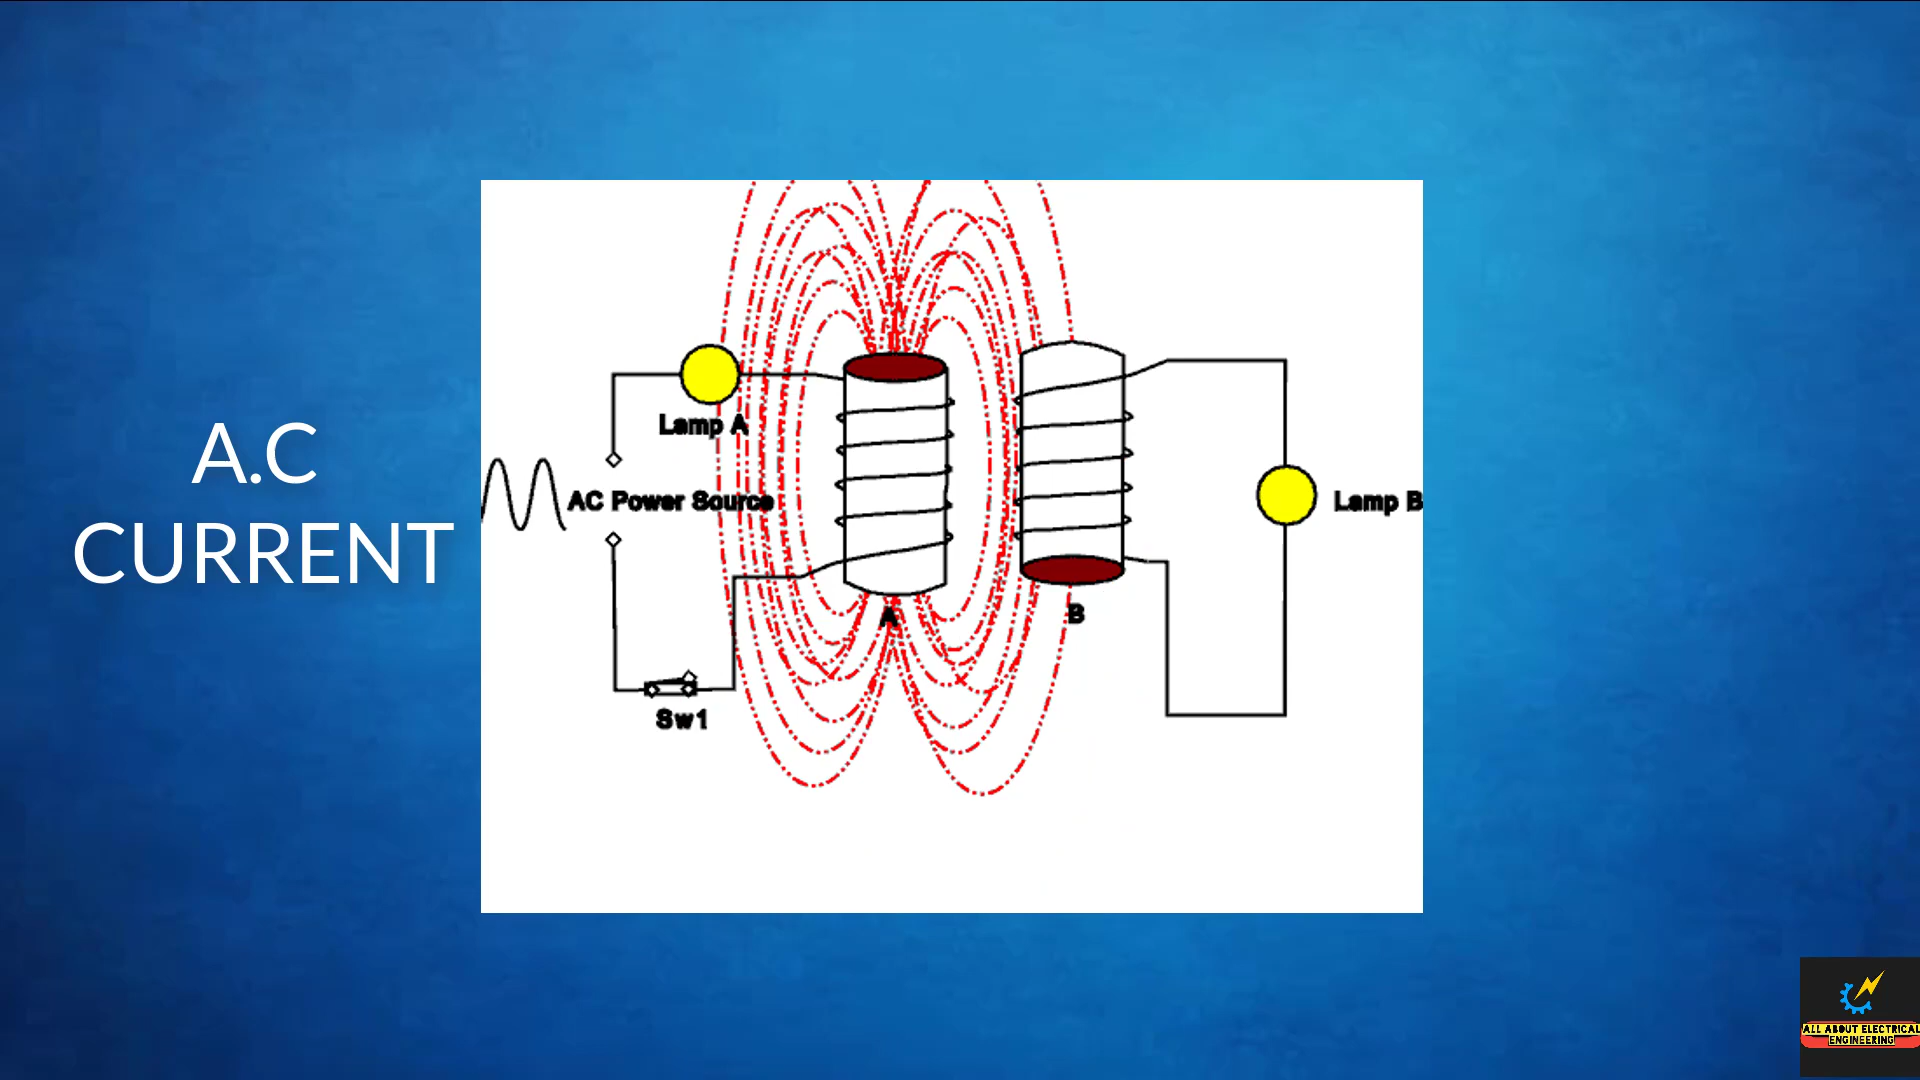 A.C
CURRENT
Lamp A
AC Power Source
Sw1
A
B
Lamp B
ALL ABOUT ELECTRICAL
ENGINEERING